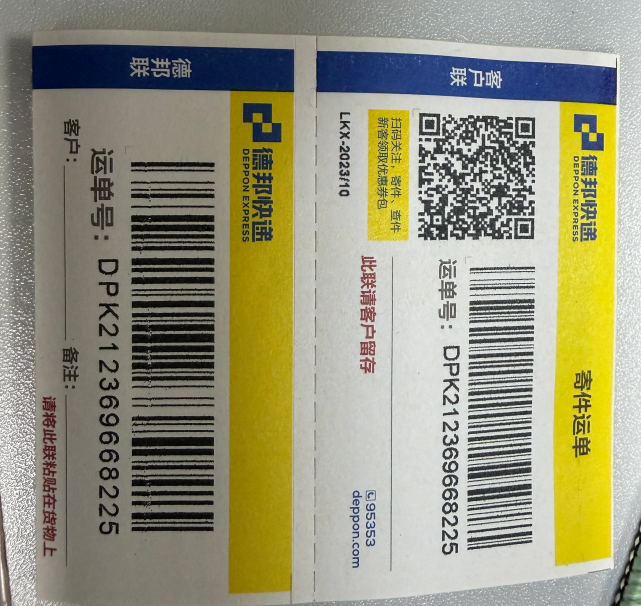 德邦快递
DEPPON EXPRESS
寄件运单
运单号: DPK212369668225
扫码关注，寄件、查件
新客领取优惠券包
LKX-2023/10
此联请客户留存
95353
deppon.com
客户联
德邦快递
DEPPON EXPRESS
运单号: DPK212369668225
客户:
备注:
请将此联粘贴在货物上
德邦联